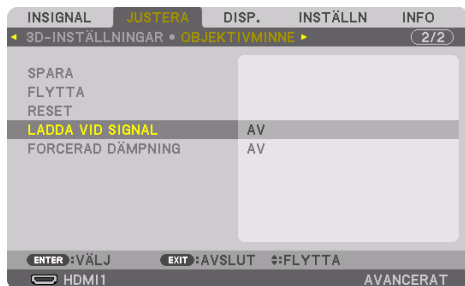 INSIGNAL JUSTERA DISP. INSTÄLLN INFO
3D-INSTÄLLNINGAR • OBJEKTIVMINNE 2/2
SPARA
FLYTTA
RESET
LADDA VID SIGNAL AV
FORCERAD DÄMPNING AV
ENTER:VÄLJ EXIT:AVSLUT :FLYTTA
HDMI1 AVANCERAT